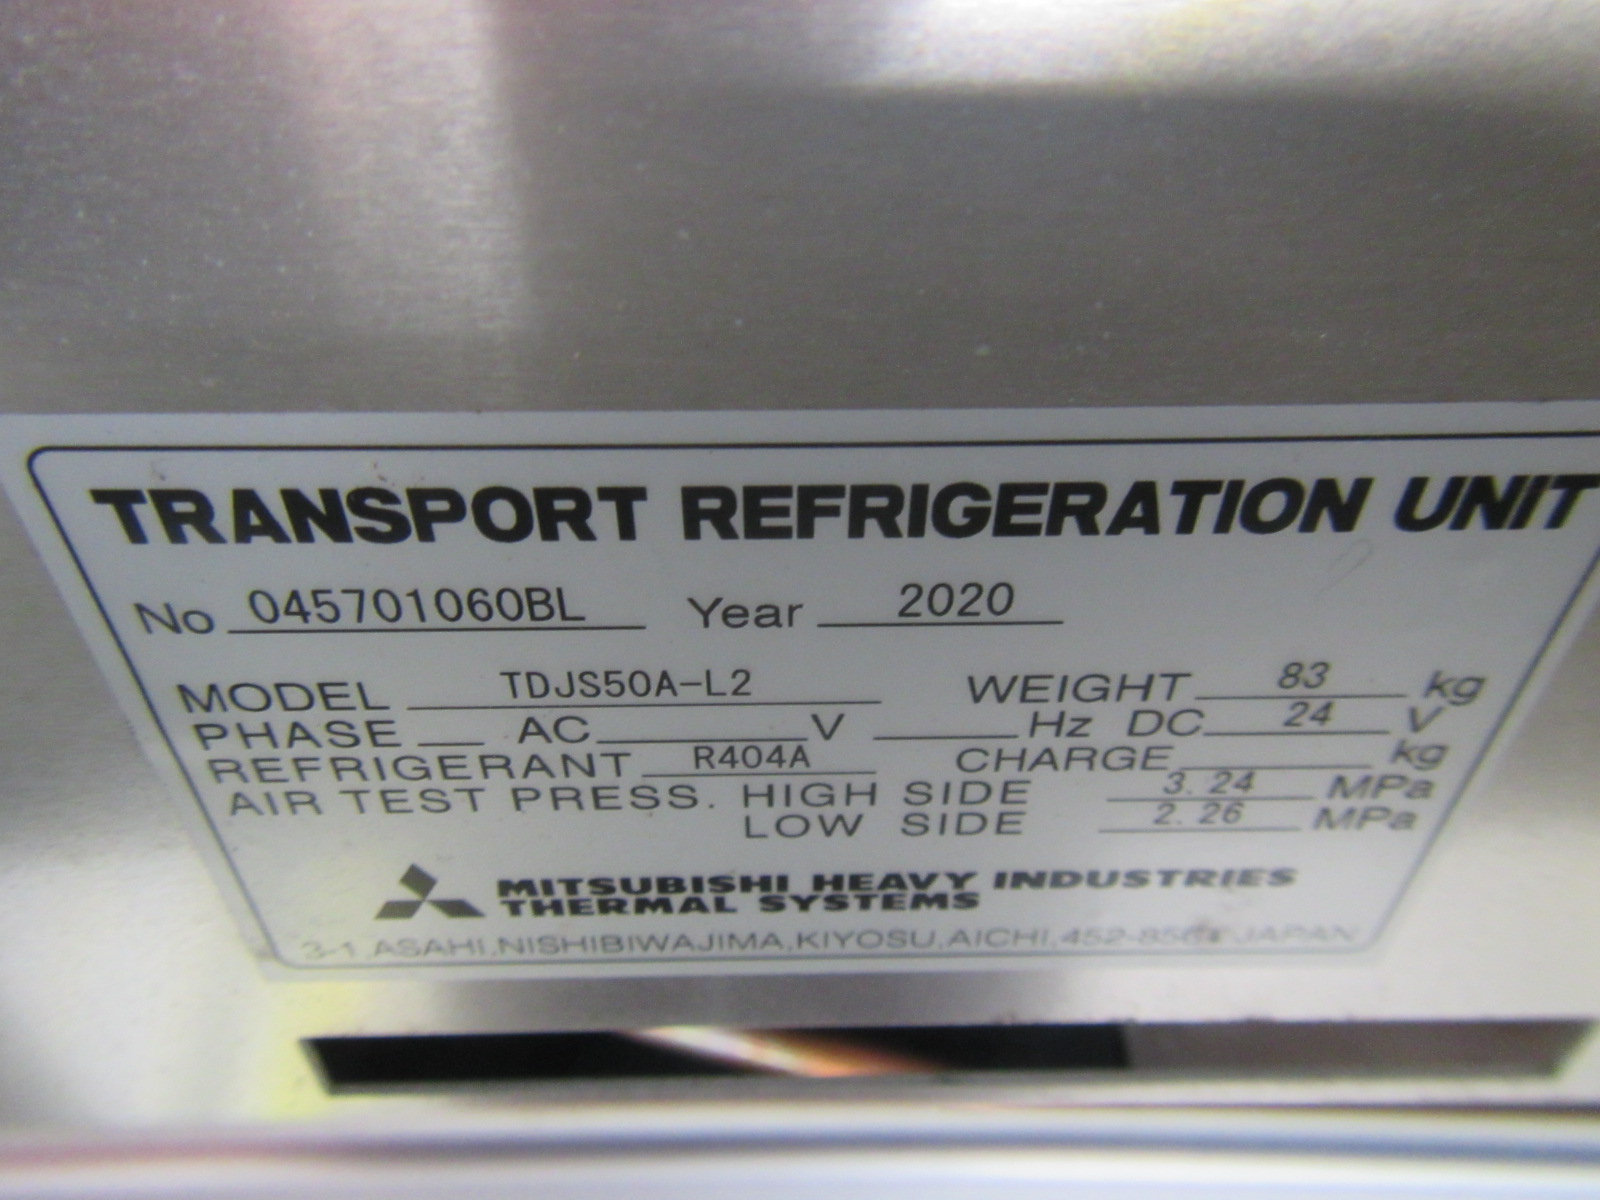 TRANSPORT REFRIGERATION UNIT
No 045701060BL Year 2020
MODEL TDJS50A-L2 WEIGHT 83 kg
PHASE AC V Hz DC 24 V
REFRIGERANT R404A CHARGE kg
AIR TEST PRESS. HIGH SIDE 3.24 MPa
LOW SIDE 2.26 MPa
MITSUBISHI HEAVY INDUSTRIES
THERMAL SYSTEMS
3-1,ASAHI,NISHIBIWAJIMA,KIYOSU,AICHI, JAPAN